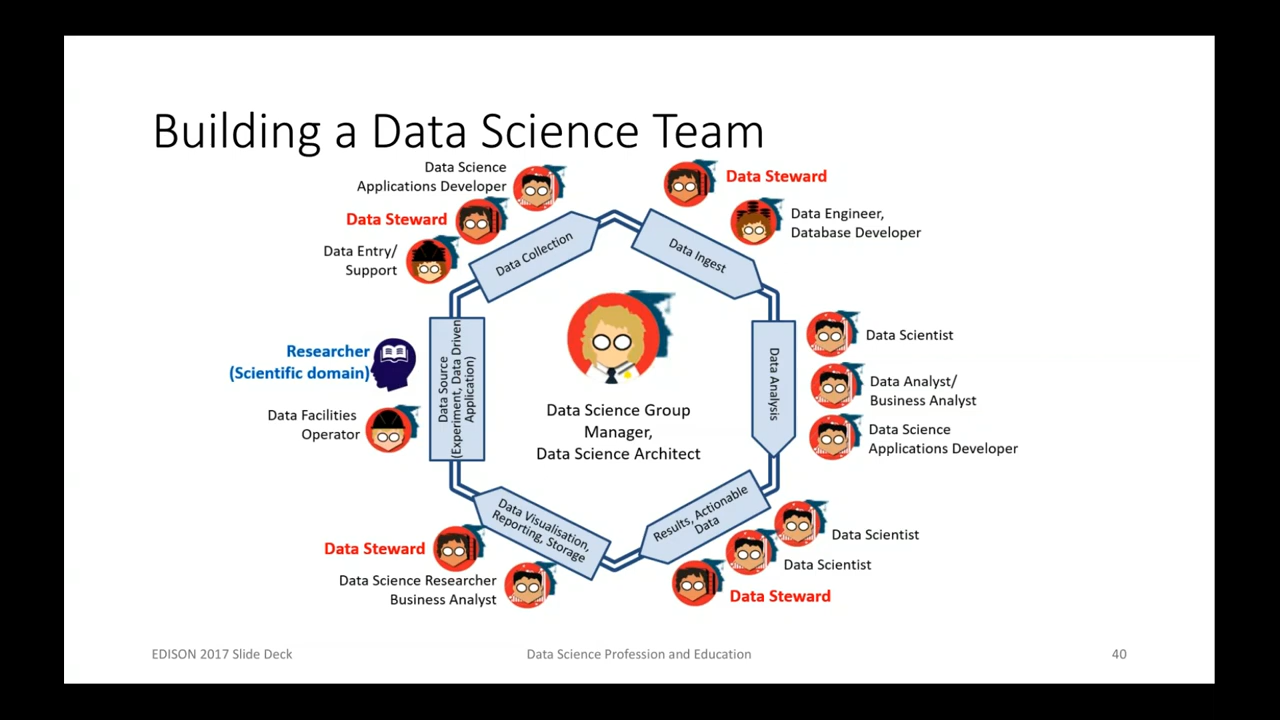 Building a Data Science Team
Data Science
Applications Developer
Data Steward
Data Entry/
Support
Data Collection
Data Steward
Data Engineer,
Database Developer
Data Ingest
Researcher
(Scientific domain)
Data Facilities
Operator
Data Source
(Experiment, Data Driven
Application)
Data Science Group
Manager,
Data Science Architect
Data Analysis
Data Scientist
Data Analyst/
Business Analyst
Data Science
Applications Developer
Data Visualisation,
Reporting, Storage
Data Steward
Data Science Researcher
Business Analyst
Results, Actionable
Data
Data Scientist
Data Scientist
Data Steward
EDISON 2017 Slide Deck
Data Science Profession and Education
40